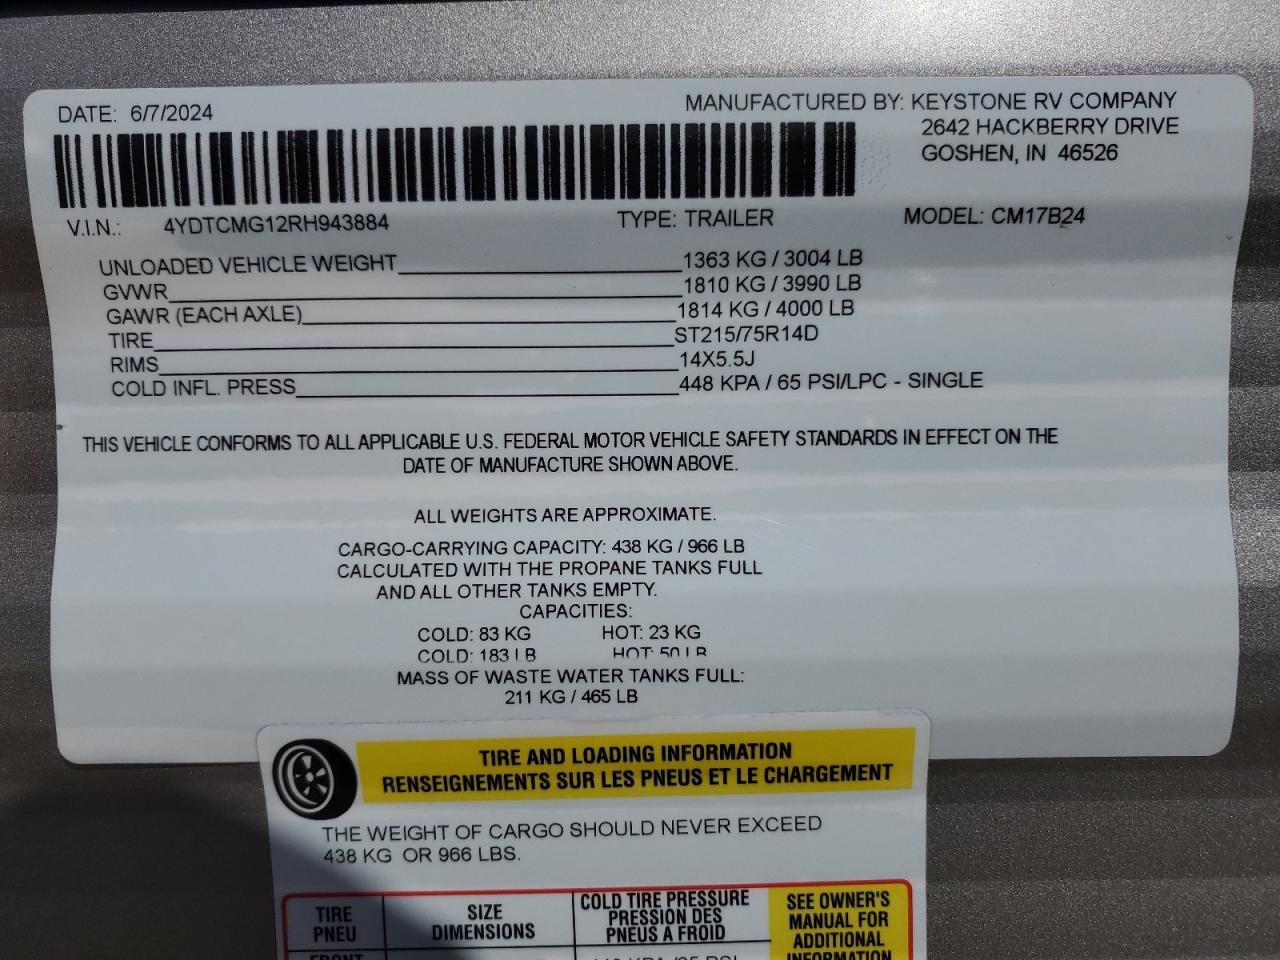 DATE: 6/7/2024
MANUFACTURED BY: KEYSTONE RV COMPANY
2642 HACKBERRY DRIVE
GOSHEN, IN 46526
V.I.N.: 4YDTCMG12RH943884 TYPE: TRAILER MODEL: CM17B24
UNLOADED VEHICLE WEIGHT 1363 KG / 3004 LB
GVWR 1810 KG / 3990 LB
GAWR (EACH AXLE) 1814 KG / 4000 LB
TIRE ST215/75R14D
RIMS 14X5.5J
COLD INFL. PRESS 448 KPA / 65 PSI/LPC - SINGLE
THIS VEHICLE CONFORMS TO ALL APPLICABLE U.S. FEDERAL MOTOR VEHICLE SAFETY STANDARDS IN EFFECT ON THE
DATE OF MANUFACTURE SHOWN ABOVE.
ALL WEIGHTS ARE APPROXIMATE.
CARGO-CARRYING CAPACITY: 438 KG / 966 LB
CALCULATED WITH THE PROPANE TANKS FULL
AND ALL OTHER TANKS EMPTY.
CAPACITIES:
COLD: 83 KG HOT: 23 KG
COLD: 183 LB HOT: 50 LB
MASS OF WASTE WATER TANKS FULL:
211 KG / 465 LB
TIRE AND LOADING INFORMATION
RENSEIGNEMENTS SUR LES PNEUS ET LE CHARGEMENT
THE WEIGHT OF CARGO SHOULD NEVER EXCEED
438 KG OR 966 LBS.
TIRE
PNEU
SIZE
DIMENSIONS
COLD TIRE PRESSURE
PRESSION DES
PNEUS A FROID
SEE OWNER'S
MANUAL FOR
ADDITIONAL
INFORMATION
FRONT